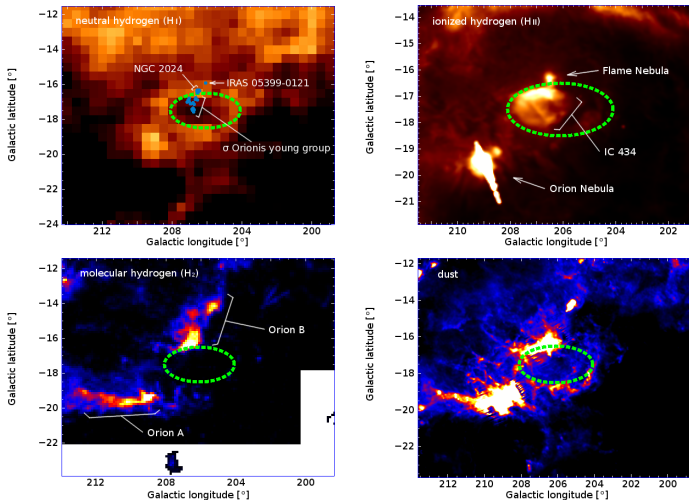 neutral hydrogen (HI)
NGC 2024
IRAS 05399-0121
σ Orionis young group
Galactic latitude [°]
−12
−14
−16
−18
−20
−22
−24
212
208
204
200
Galactic longitude [°]
ionized hydrogen (HII)
Flame Nebula
IC 434
Orion Nebula
Galactic latitude [°]
−14
−15
−16
−17
−18
−19
−20
−21
210
208
206
204
202
Galactic longitude [°]
molecular hydrogen (H₂)
Orion B
Orion A
Galactic latitude [°]
−12
−14
−16
−18
−20
−22
212
208
204
200
Galactic longitude [°]
dust
Galactic latitude [°]
−12
−14
−16
−18
−20
−22
212
210
207
205
202
200
Galactic longitude [°]